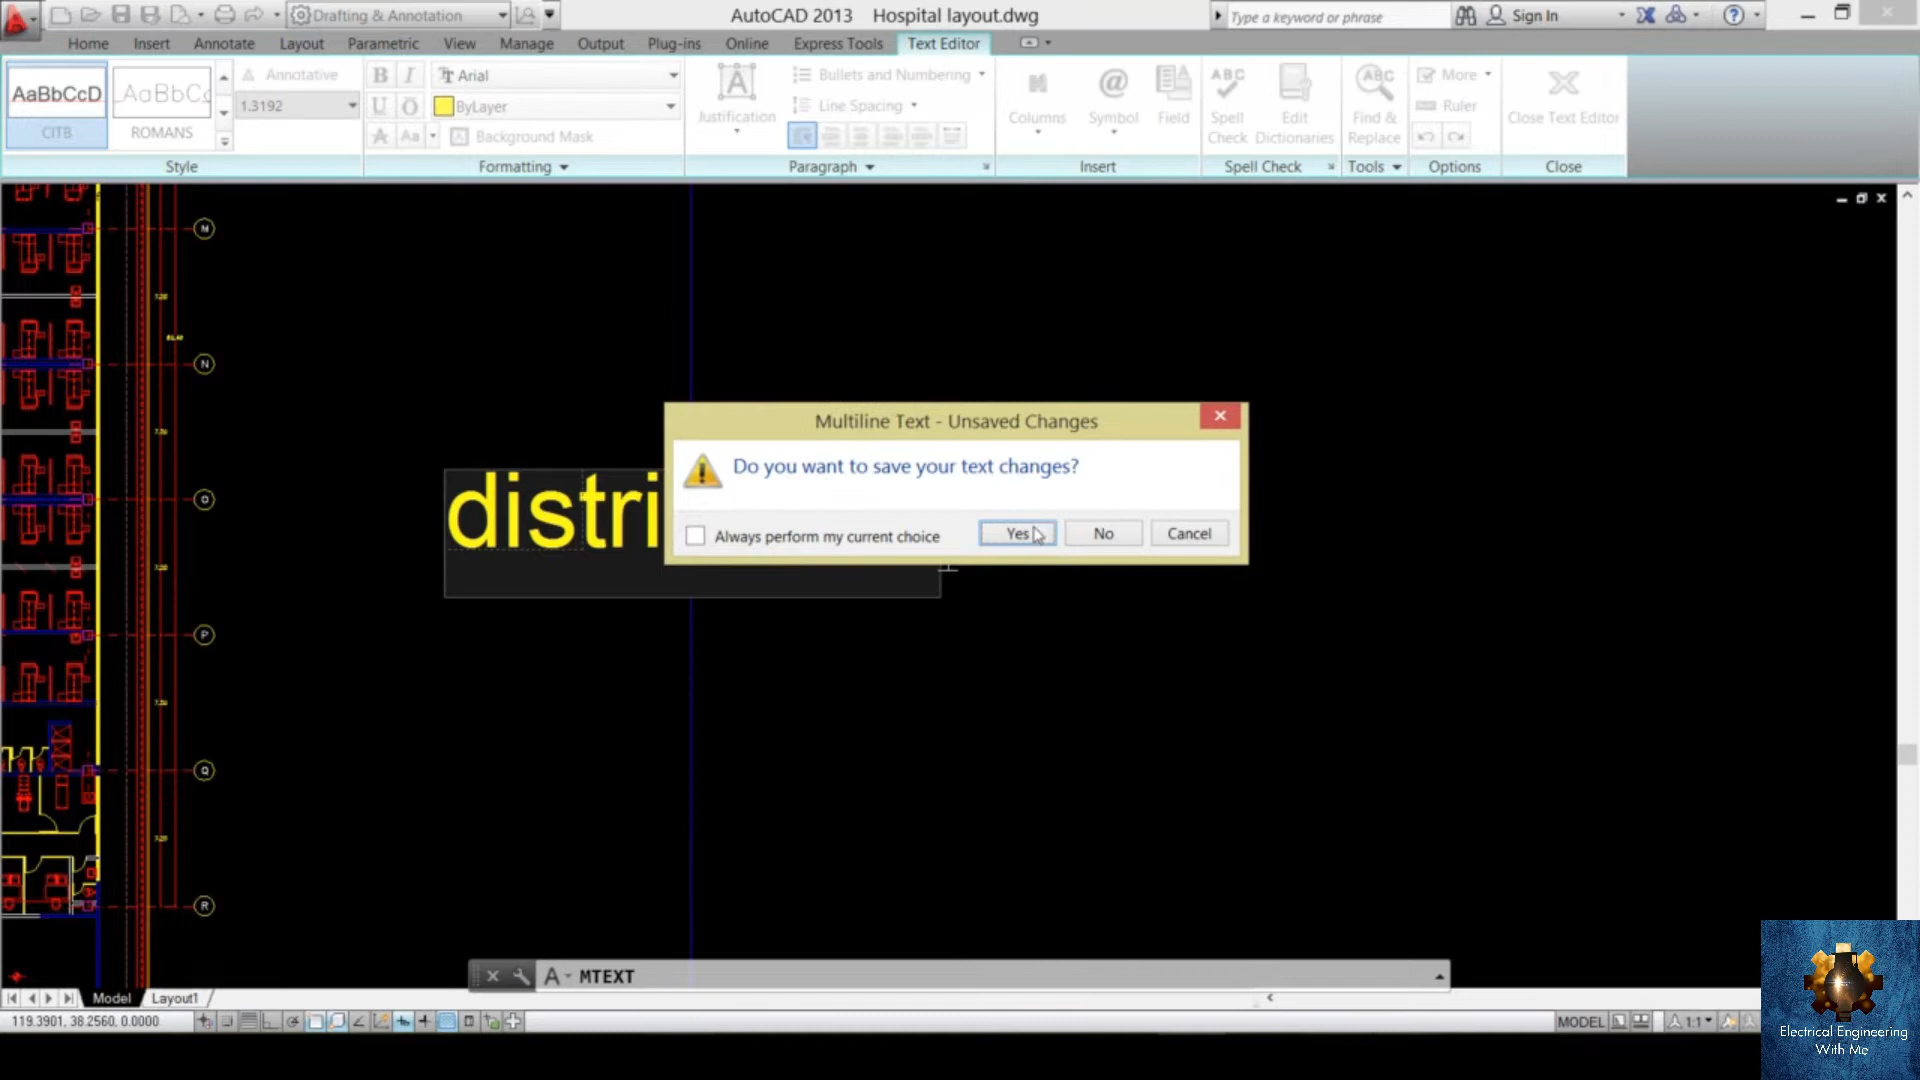 Drafting & Annotation
AutoCAD 2013 Hospital layout.dwg
Type a keyword or phrase
Sign In
Home Insert Annotate Layout Parametric View Manage Output Plug-ins Online Express Tools Text Editor
AaBbCcD
CITB
AaBbCc
ROMANS
Annotative
1.3192
Style
Arial
ByLayer
Background Mask
Formatting
Justification
Bullets and Numbering
Line Spacing
Paragraph
Columns
Symbol
Field
Insert
Spell
Check
Edit
Dictionaries
Spell Check
Find &
Replace
Tools
More
Ruler
Options
Close Text Editor
Close
M
N
O
P
Q
R
distri
Multiline Text - Unsaved Changes
Do you want to save your text changes?
Always perform my current choice
Yes
No
Cancel
MTEXT
Model
Layout1
119.3901, 38.2560, 0.0000
MODEL
1:1
Electrical Engineering
With Me